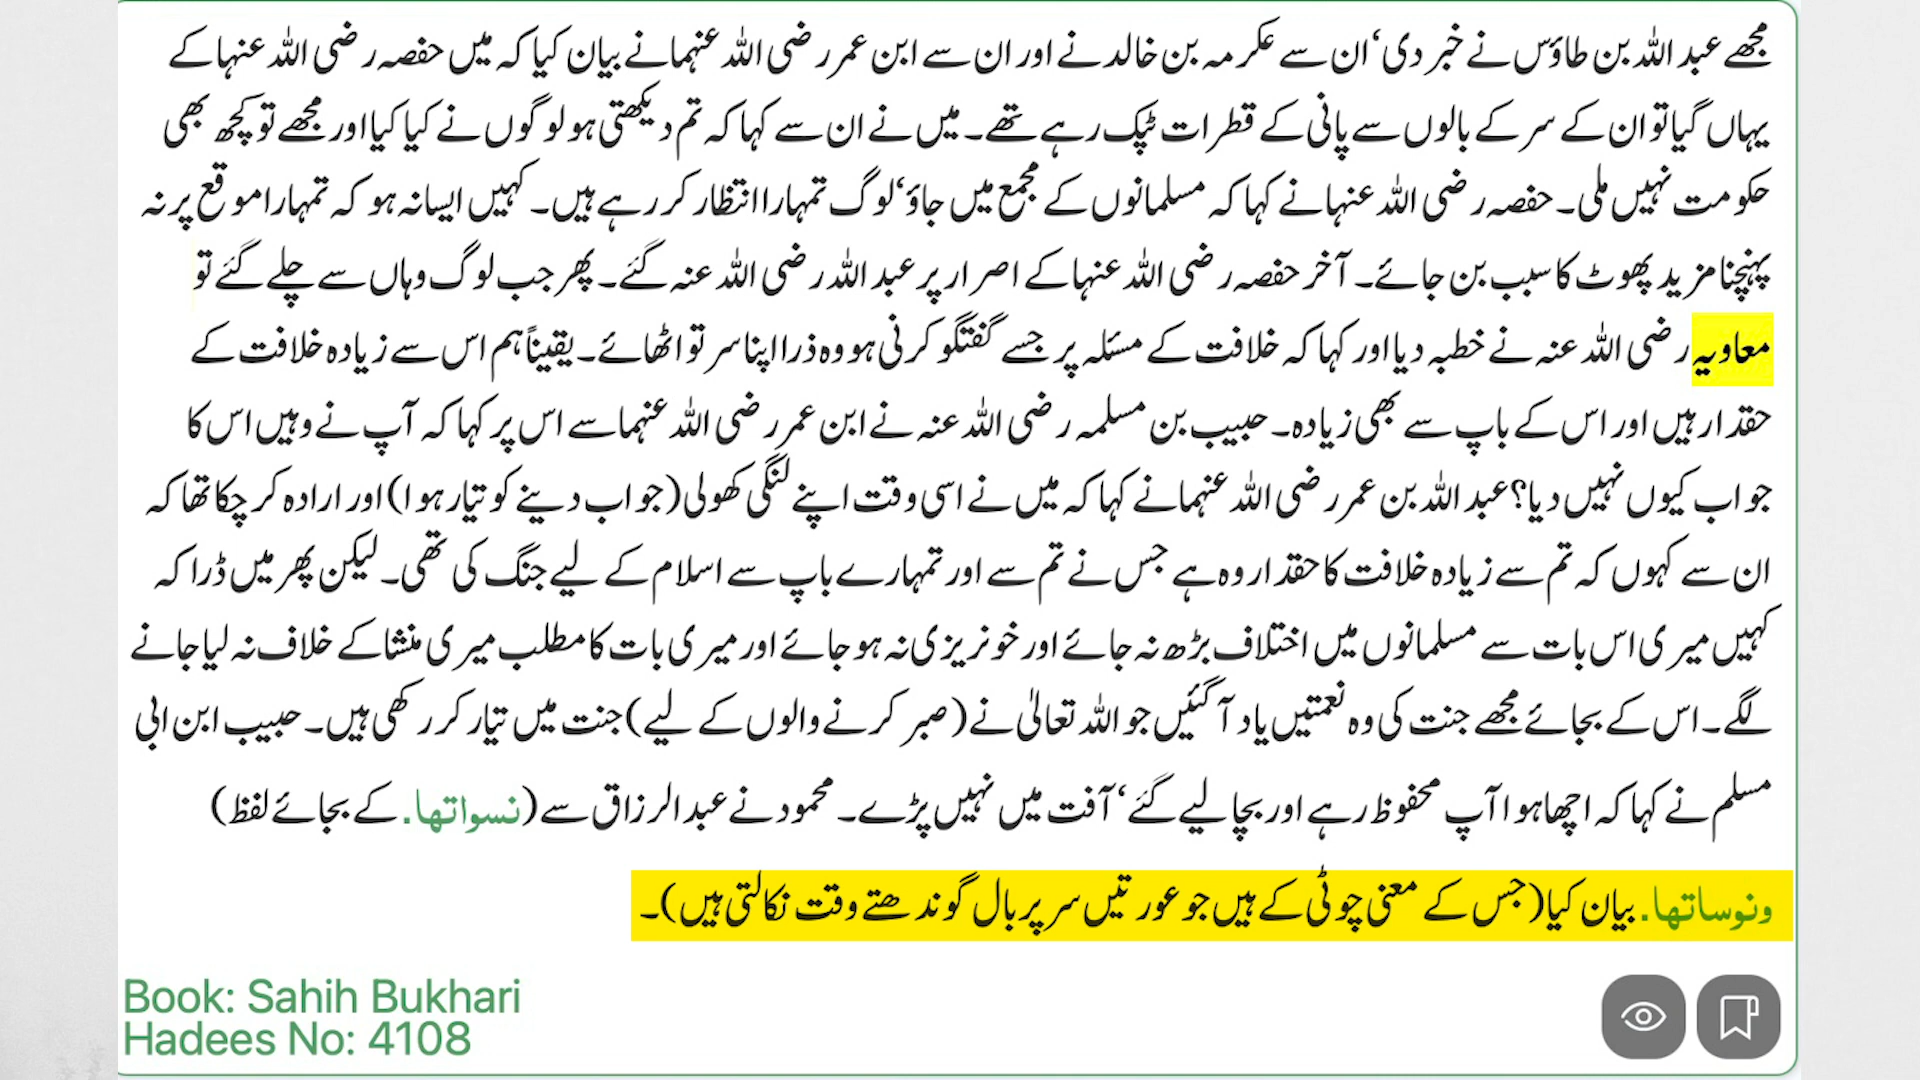 مجھے عبد اللہ بن طاؤس نے خبر دی‘ ان سے عکرمہ بن خالد نے اور ان سے ابن عمر رضی اللہ عنہما نے بیان کیا کہ میں حفصہ رضی اللہ عنہا کے
یہاں گیا تو ان کے سر کے بالوں سے پانی کے قطرات ٹپک رہے تھے۔ میں نے ان سے کہا کہ تم دیکھتی ہو لوگوں نے کیا کیا اور مجھے تو کچھ بھی
حکومت نہیں ملی۔ حفصہ رضی اللہ عنہا نے کہا کہ مسلمانوں کے مجمع میں جاؤ‘ لوگ تمہارا انتظار کر رہے ہیں۔ کہیں ایسا نہ ہو کہ تمہارا موقع پر نہ
پہنچنا مزید پھوٹ کا سبب بن جائے۔ آخر حفصہ رضی اللہ عنہا کے اصرار پر عبد اللہ رضی اللہ عنہ گئے۔ پھر جب لوگ وہاں سے چلے گئے تو
معاویہ رضی اللہ عنہ نے خطبہ دیا اور کہا کہ خلافت کے مسئلہ پر جسے گفتگو کرنی ہو وہ ذرا اپنا سر تو اٹھائے۔ یقیناً ہم اس سے زیادہ خلافت کے
حقدار ہیں اور اس کے باپ سے بھی زیادہ۔ حبیب بن مسلمہ رضی اللہ عنہ نے ابن عمر رضی اللہ عنہما سے اس پر کہا کہ آپ نے وہیں اس کا
جواب کیوں نہیں دیا؟ عبد اللہ بن عمر رضی اللہ عنہما نے کہا کہ میں نے اسی وقت اپنے لنگی کھولی (جواب دینے کو تیار ہوا) اور ارادہ کر چکا تھا کہ
ان سے کہوں کہ تم سے زیادہ خلافت کا حقدار وہ ہے جس نے تم سے اور تمہارے باپ سے اسلام کے لیے جنگ کی تھی۔ لیکن پھر میں ڈرا کہ
کہیں میری اس بات سے مسلمانوں میں اختلاف بڑھ نہ جائے اور خونریزی نہ ہو جائے اور میری بات کا مطلب میری منشا کے خلاف نہ لیا جانے
لگے۔ اس کے بجائے مجھے جنت کی وہ نعمتیں یاد آ گئیں جو اللہ تعالیٰ نے (صبر کرنے والوں کے لیے) جنت میں تیار کر رکھی ہیں۔ حبیب ابن ابی
مسلم نے کہا کہ اچھا ہوا آپ محفوظ رہے اور بچا لیے گئے‘ آفت میں نہیں پڑے۔ محمود نے عبد الرزاق سے (نسواتها‏.‏ کے بجائے لفظ)
ونوساتها‏.‏ بیان کیا (جس کے معنی چوٹی کے ہیں جو عورتیں سر پر بال گوندھتے وقت نکالتی ہیں)۔
Book: Sahih Bukhari
Hadees No: 4108